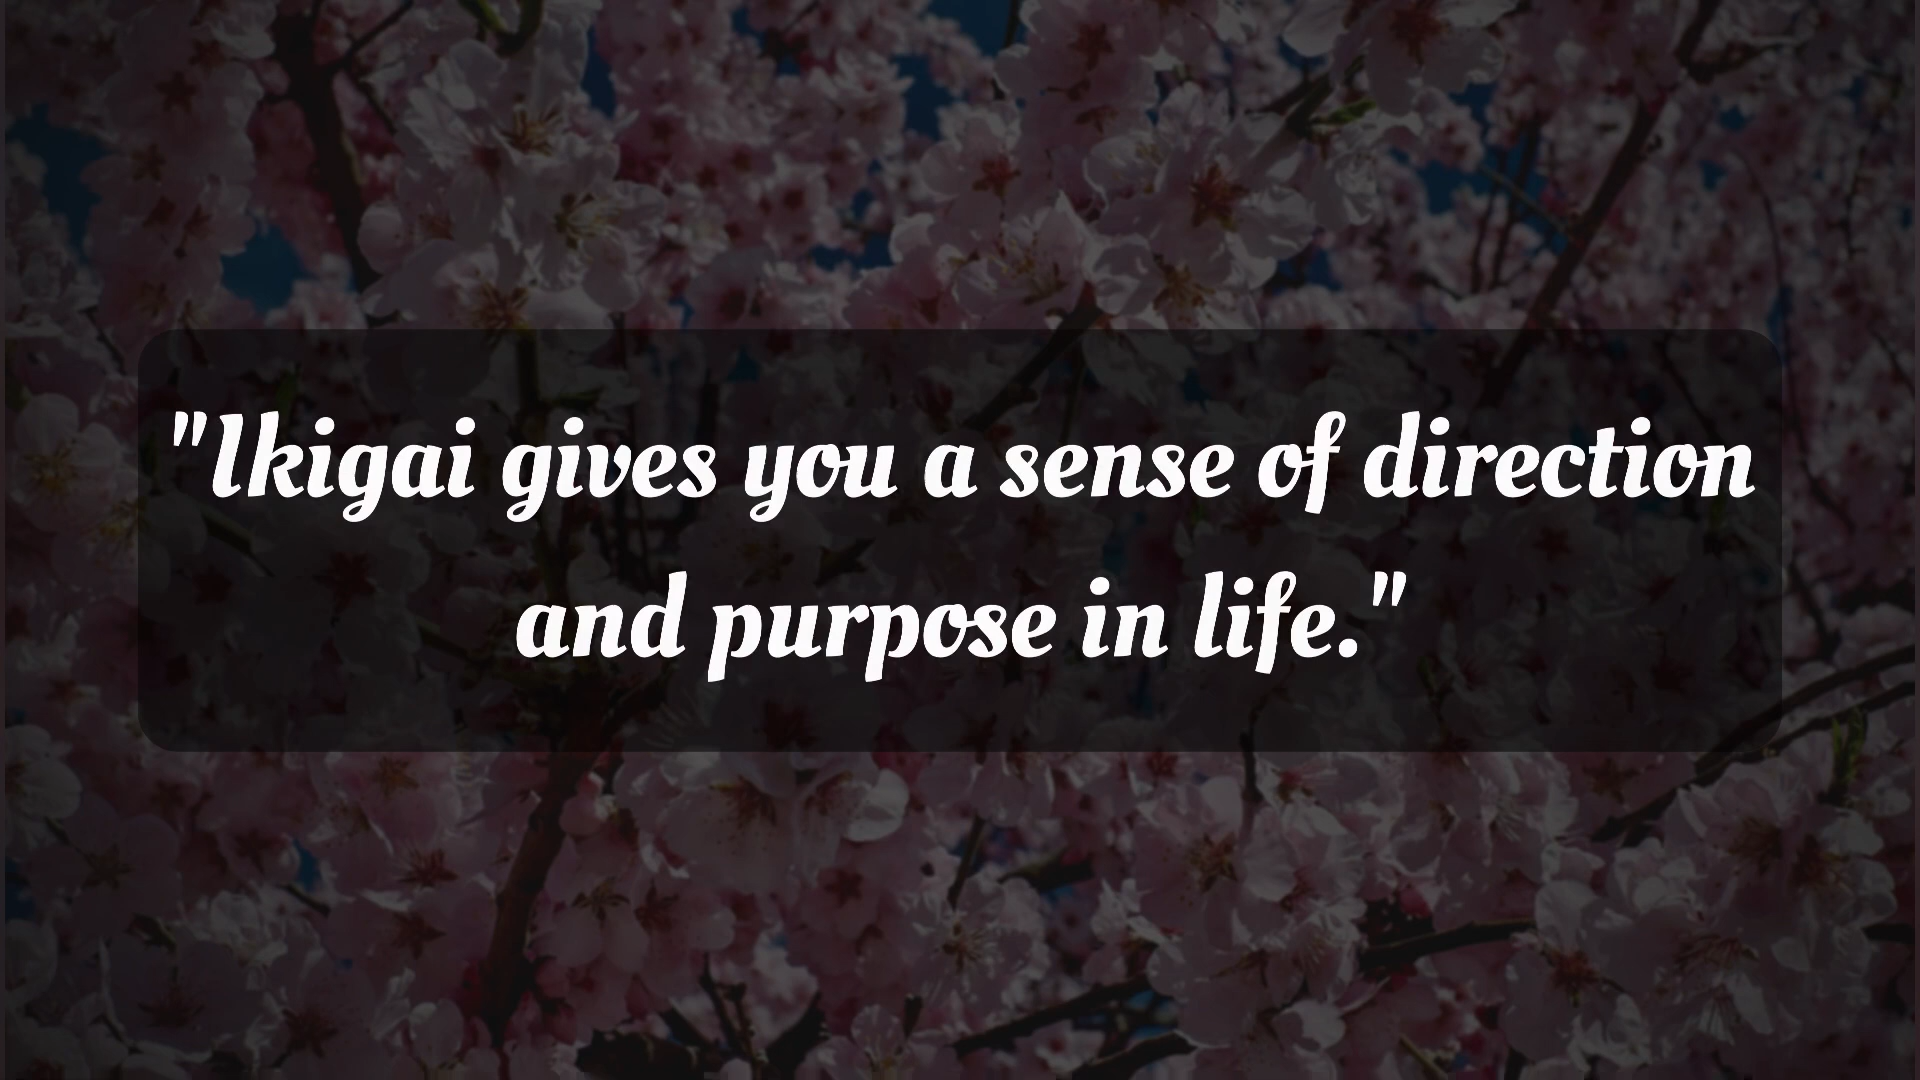 "Ikigai gives you a sense of direction
and purpose in life."